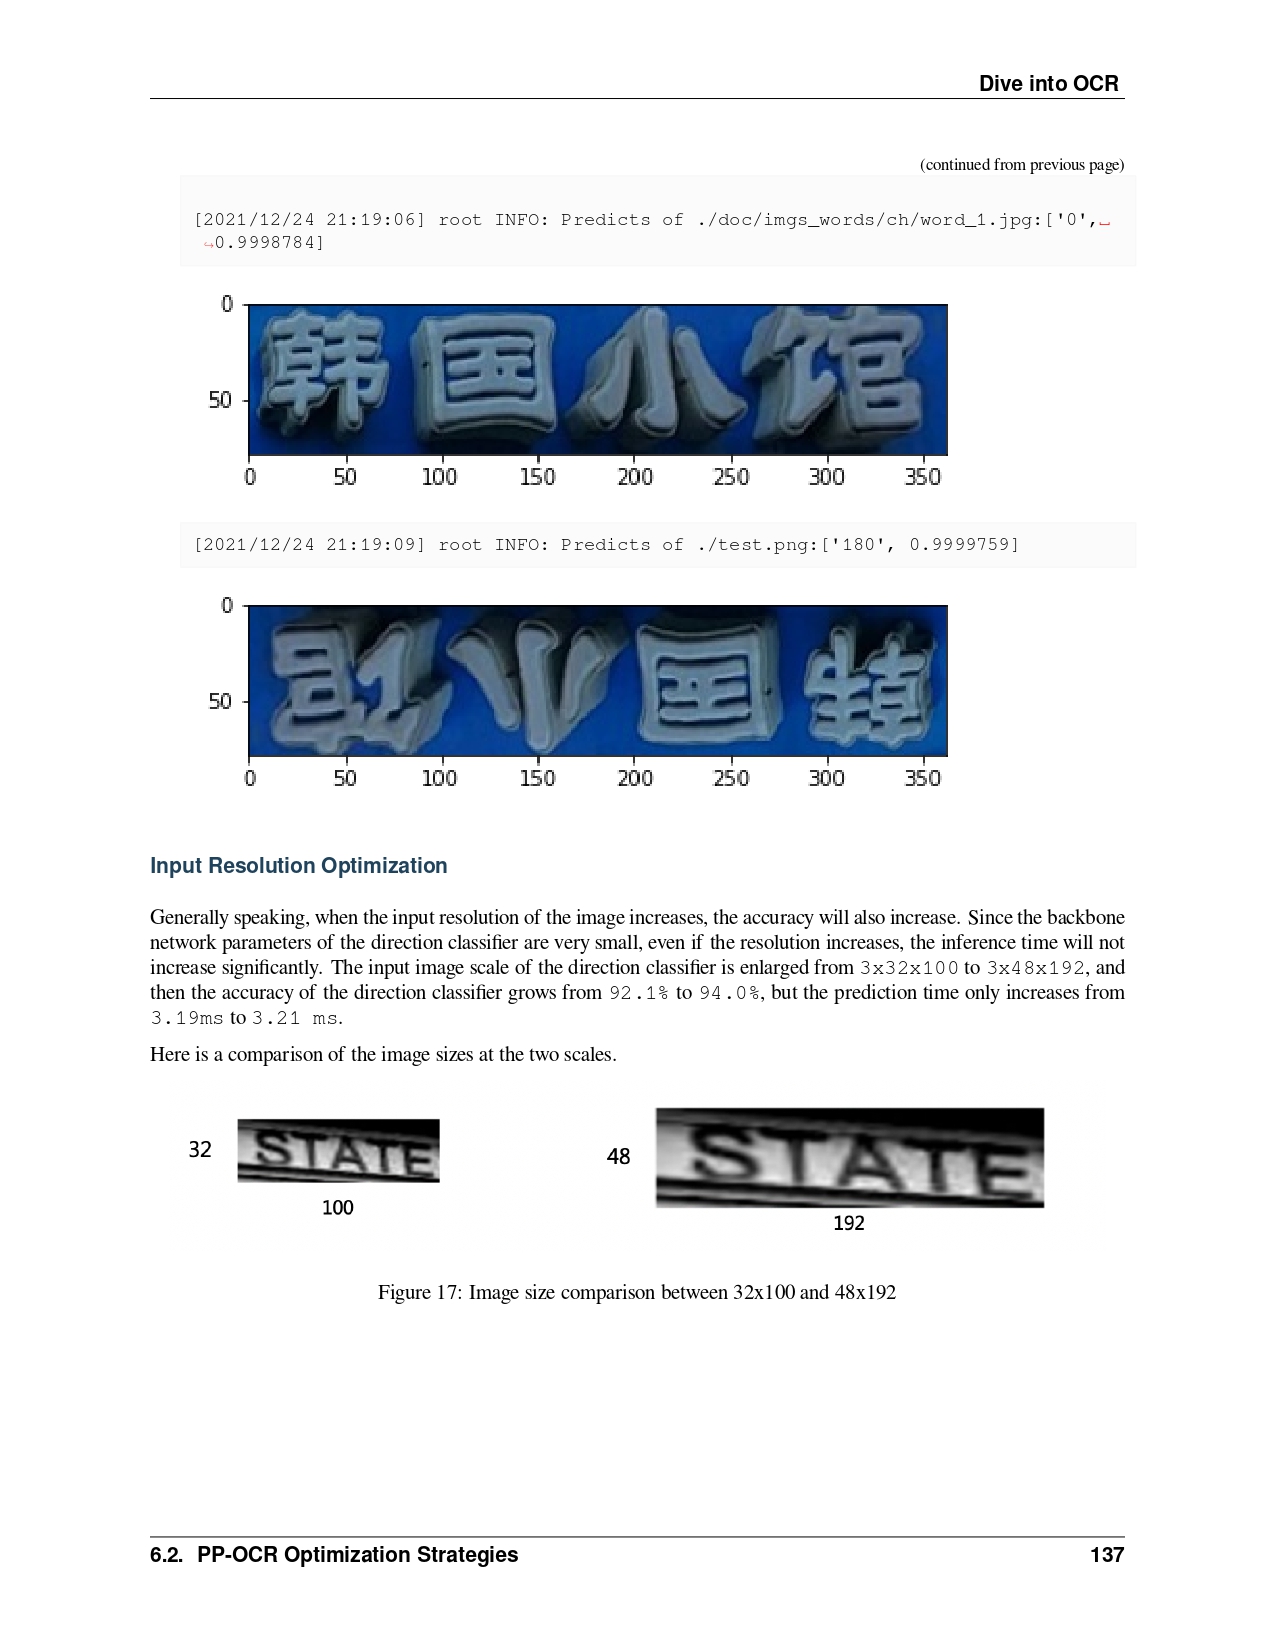 Dive into OCR
(continued from previous page)
[2021/12/24 21:19:06] root INFO: Predicts of ./doc/imgs_words/ch/word_1.jpg:['0',␣
↪0.9998784]
0
韩国小馆
50
0 50 100 150 200 250 300 350
[2021/12/24 21:19:09] root INFO: Predicts of ./test.png:['180', 0.9999759]
0
韩国小馆
50
0 50 100 150 200 250 300 350
Input Resolution Optimization
Generally speaking, when the input resolution of the image increases, the accuracy will also increase. Since the backbone
network parameters of the direction classifier are very small, even if the resolution increases, the inference time will not
increase significantly. The input image scale of the direction classifier is enlarged from 3x32x100 to 3x48x192, and
then the accuracy of the direction classifier grows from 92.1% to 94.0%, but the prediction time only increases from
3.19ms to 3.21 ms.
Here is a comparison of the image sizes at the two scales.
32
STATE
100
48
STATE
192
Figure 17: Image size comparison between 32x100 and 48x192
6.2. PP-OCR Optimization Strategies
137